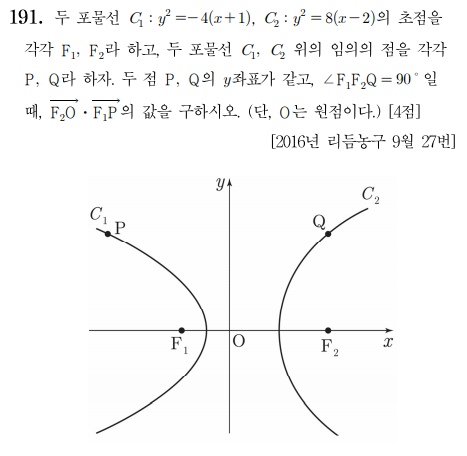 191. 두 포물선 C₁ : y² = −4(x+1), C₂ : y² = 8(x−2)의 초점을
각각 F₁, F₂라 하고, 두 포물선 C₁, C₂ 위의 임의의 점을 각각
P, Q라 하자. 두 점 P, Q의 y좌표가 같고, ∠F₁F₂Q = 90° 일
때, $\overrightarrow{F_2O}$ · $\overrightarrow{F_1P}$의 값을 구하시오. (단, O는 원점이다.) [4점]
[2016년 리듬농구 9월 27번]
y
C₂
C₁
P
Q
F₁
O
F₂
x